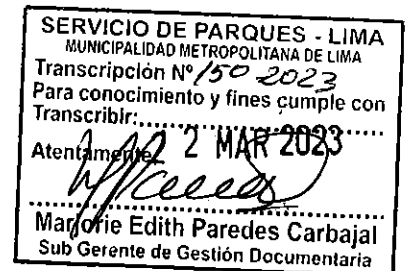 SERVICIO DE PARQUES - LIMA
MUNICIPALIDAD METROPOLITANA DE LIMA
Transcripción Nº 150-2023
Para conocimiento y fines cumple con
Transcribir:
Atentamente, 2 MAR 2023
Marjorie Edith Paredes Carbajal
Sub Gerente de Gestión Documentaria